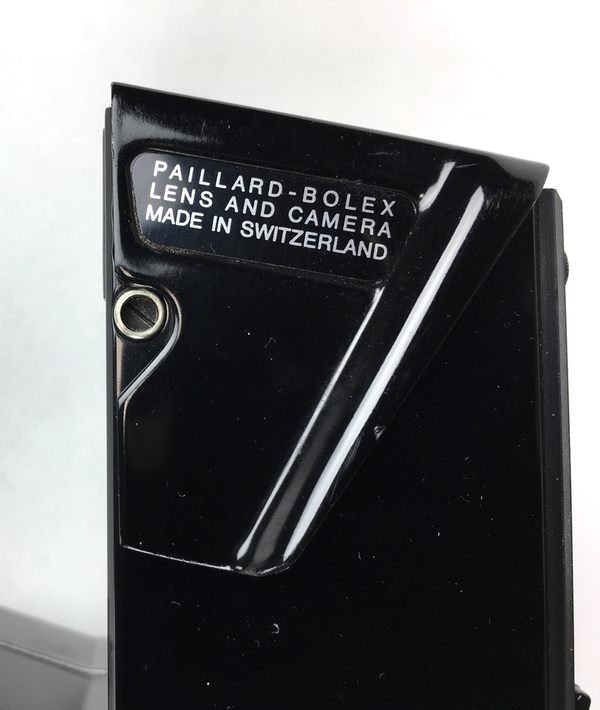 PAILLARD-BOLEX
LENS AND CAMERA
MADE IN SWITZERLAND